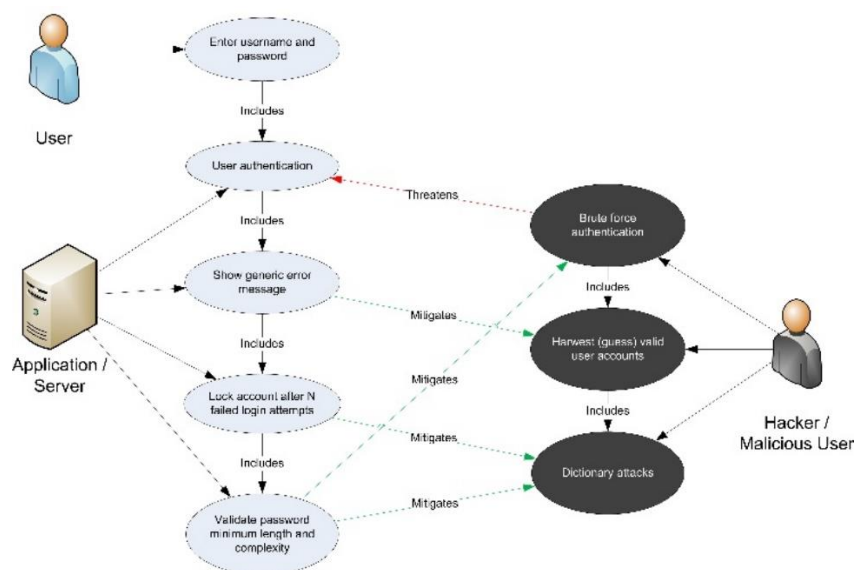 Enter username and
password
User
Includes
User authentication
Threatens
Brute force
authentication
Includes
Show generic error
message
Includes
3
Mitigates
Harwest (guess) valid
user accounts
Application /
Server
Includes
Mitigates
Includes
Lock account after N
failed login attempts
Hacker /
Malicious User
Mitigates
Dictionary attacks
Includes
Mitigates
Validate password
minimum length and
complexity